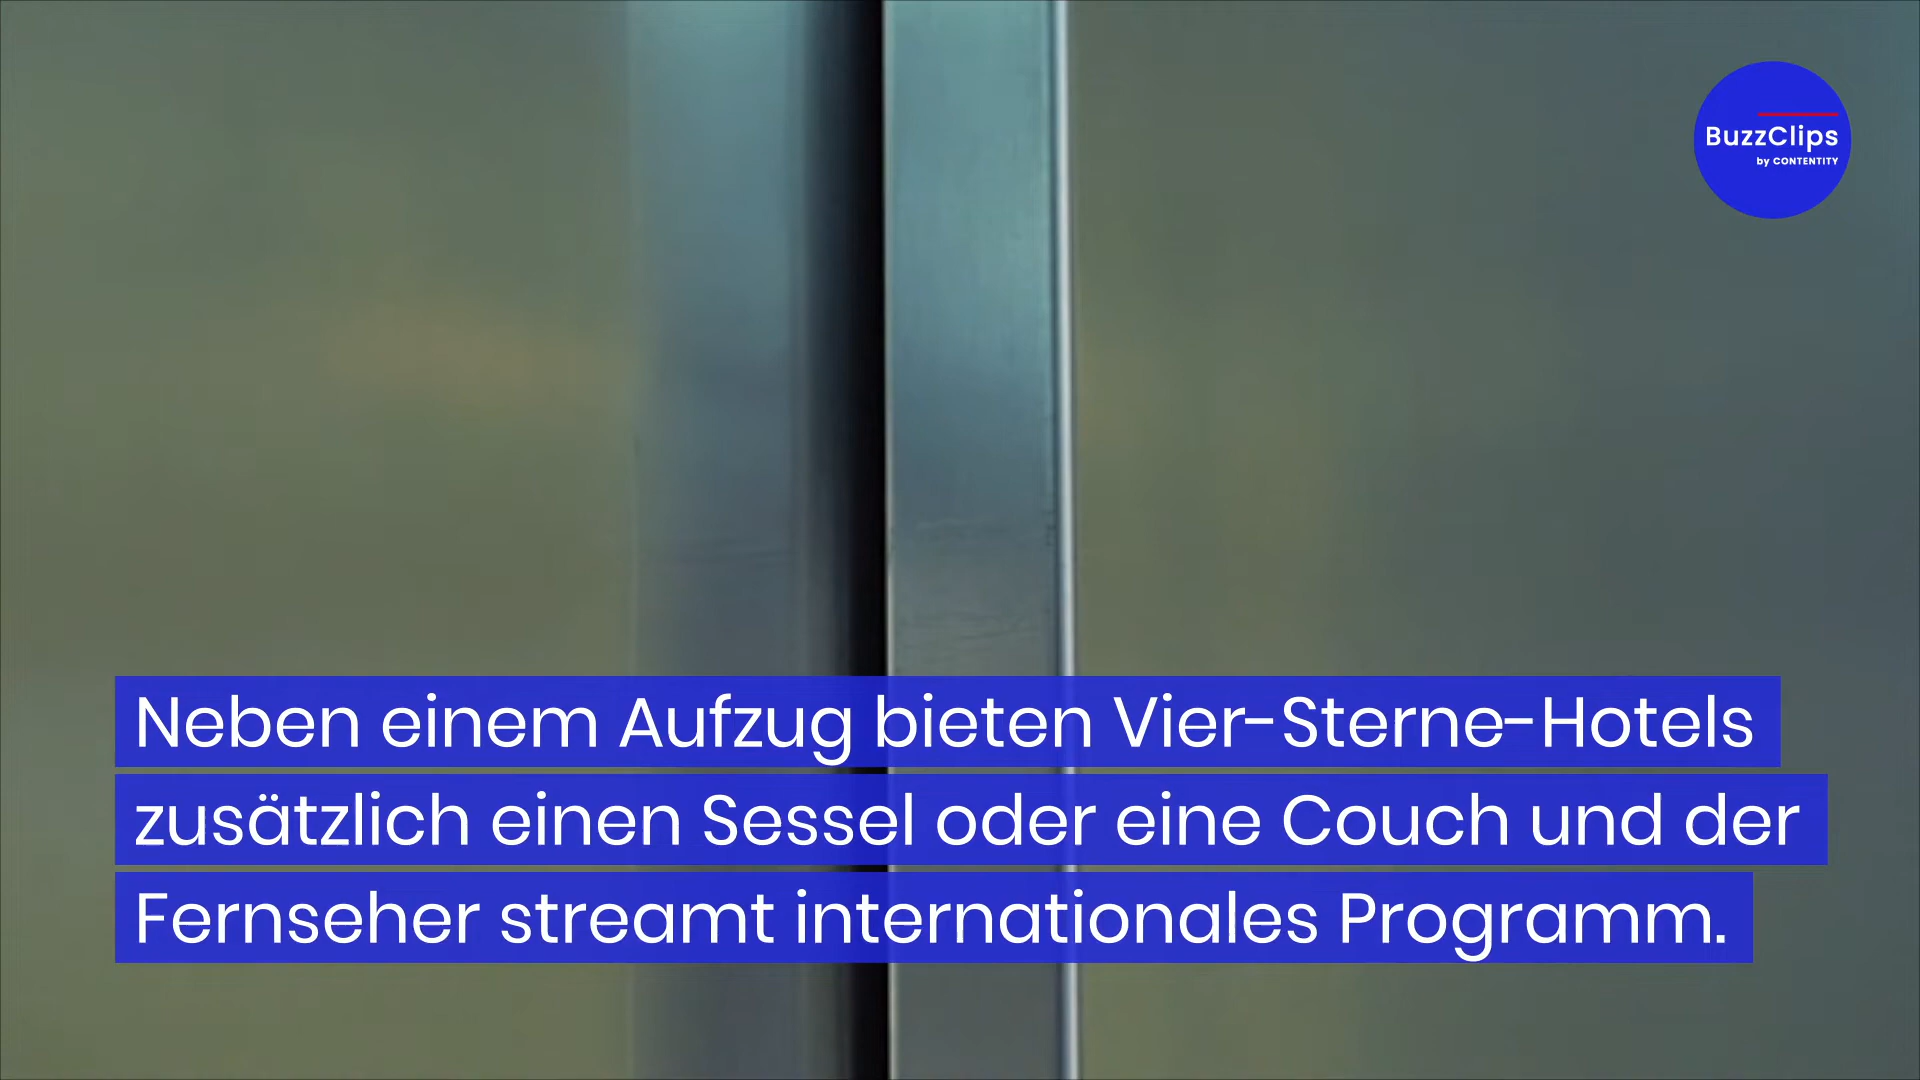 BuzzClips
by CONTENTITY
Neben einem Aufzug bieten Vier-Sterne-Hotels
zusätzlich einen Sessel oder eine Couch und der
Fernseher streamt internationales Programm.